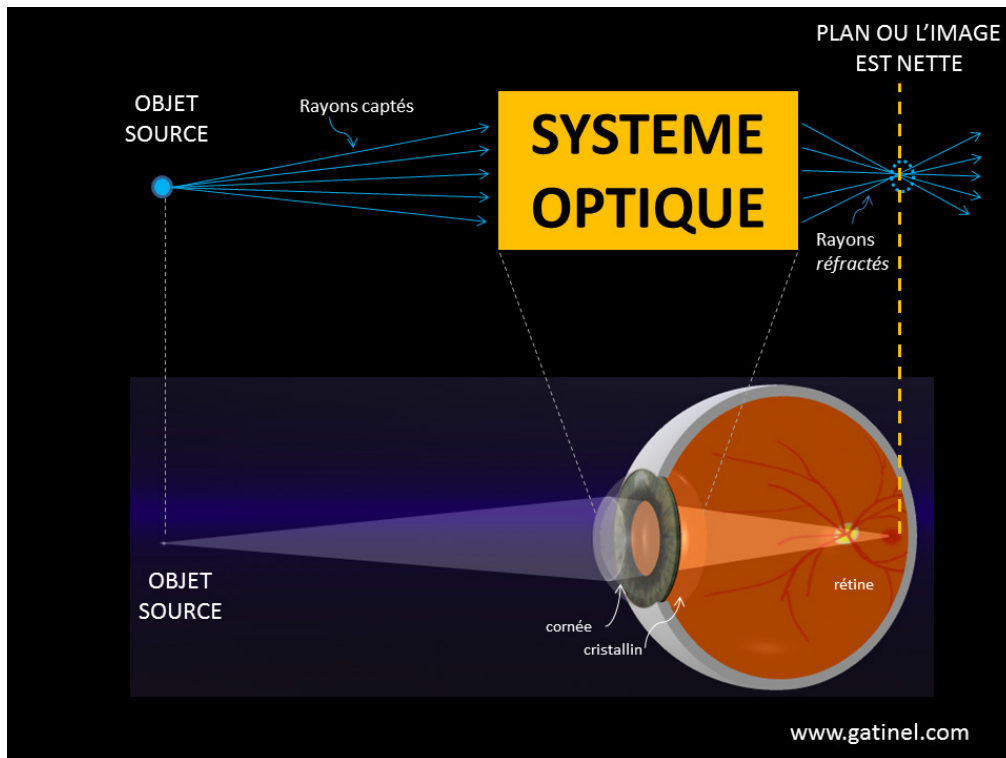 PLAN OU L'IMAGE
EST NETTE
OBJET
SOURCE
Rayons captés
SYSTEME
OPTIQUE
Rayons
réfractés
OBJET
SOURCE
cornée
cristallin
rétine
www.gatinel.com